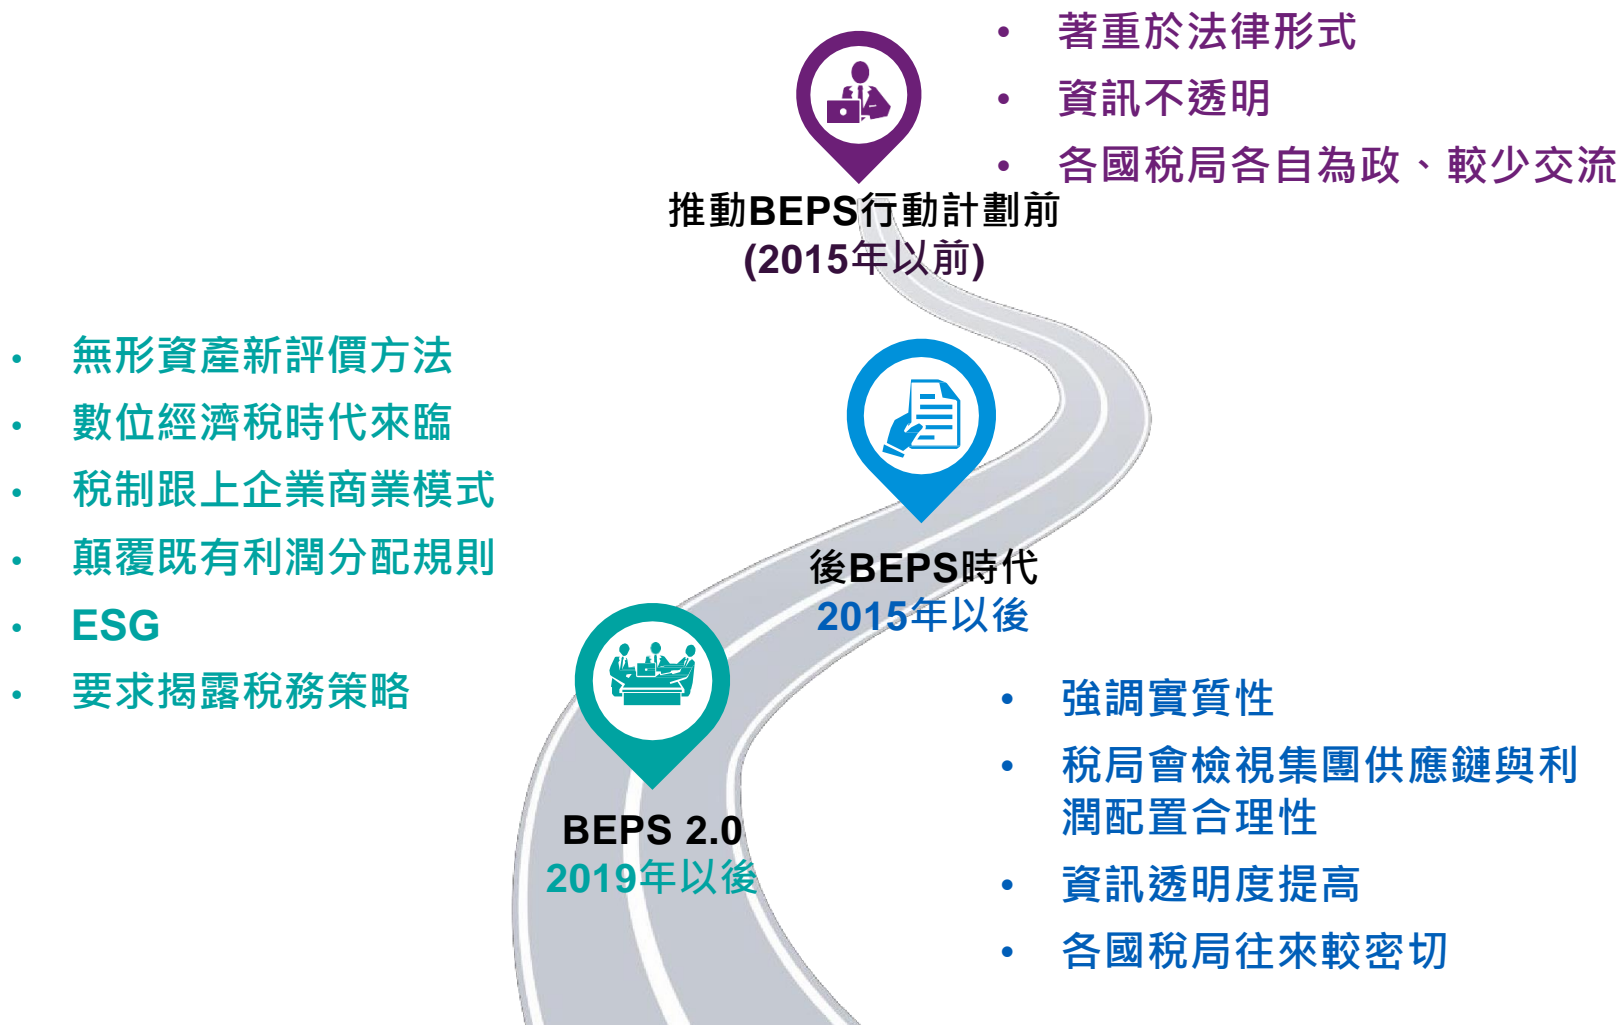 • 著重於法律形式
• 資訊不透明
• 各國稅局各自為政、較少交流
推動BEPS行動計劃前
(2015年以前)
• 無形資產新評價方法
• 數位經濟稅時代來臨
• 稅制跟上企業商業模式
• 顛覆既有利潤分配規則
• ESG
• 要求揭露稅務策略
後BEPS時代
2015年以後
• 強調實質性
• 稅局會檢視集團供應鏈與利
潤配置合理性
• 資訊透明度提高
• 各國稅局往來較密切
BEPS 2.0
2019年以後